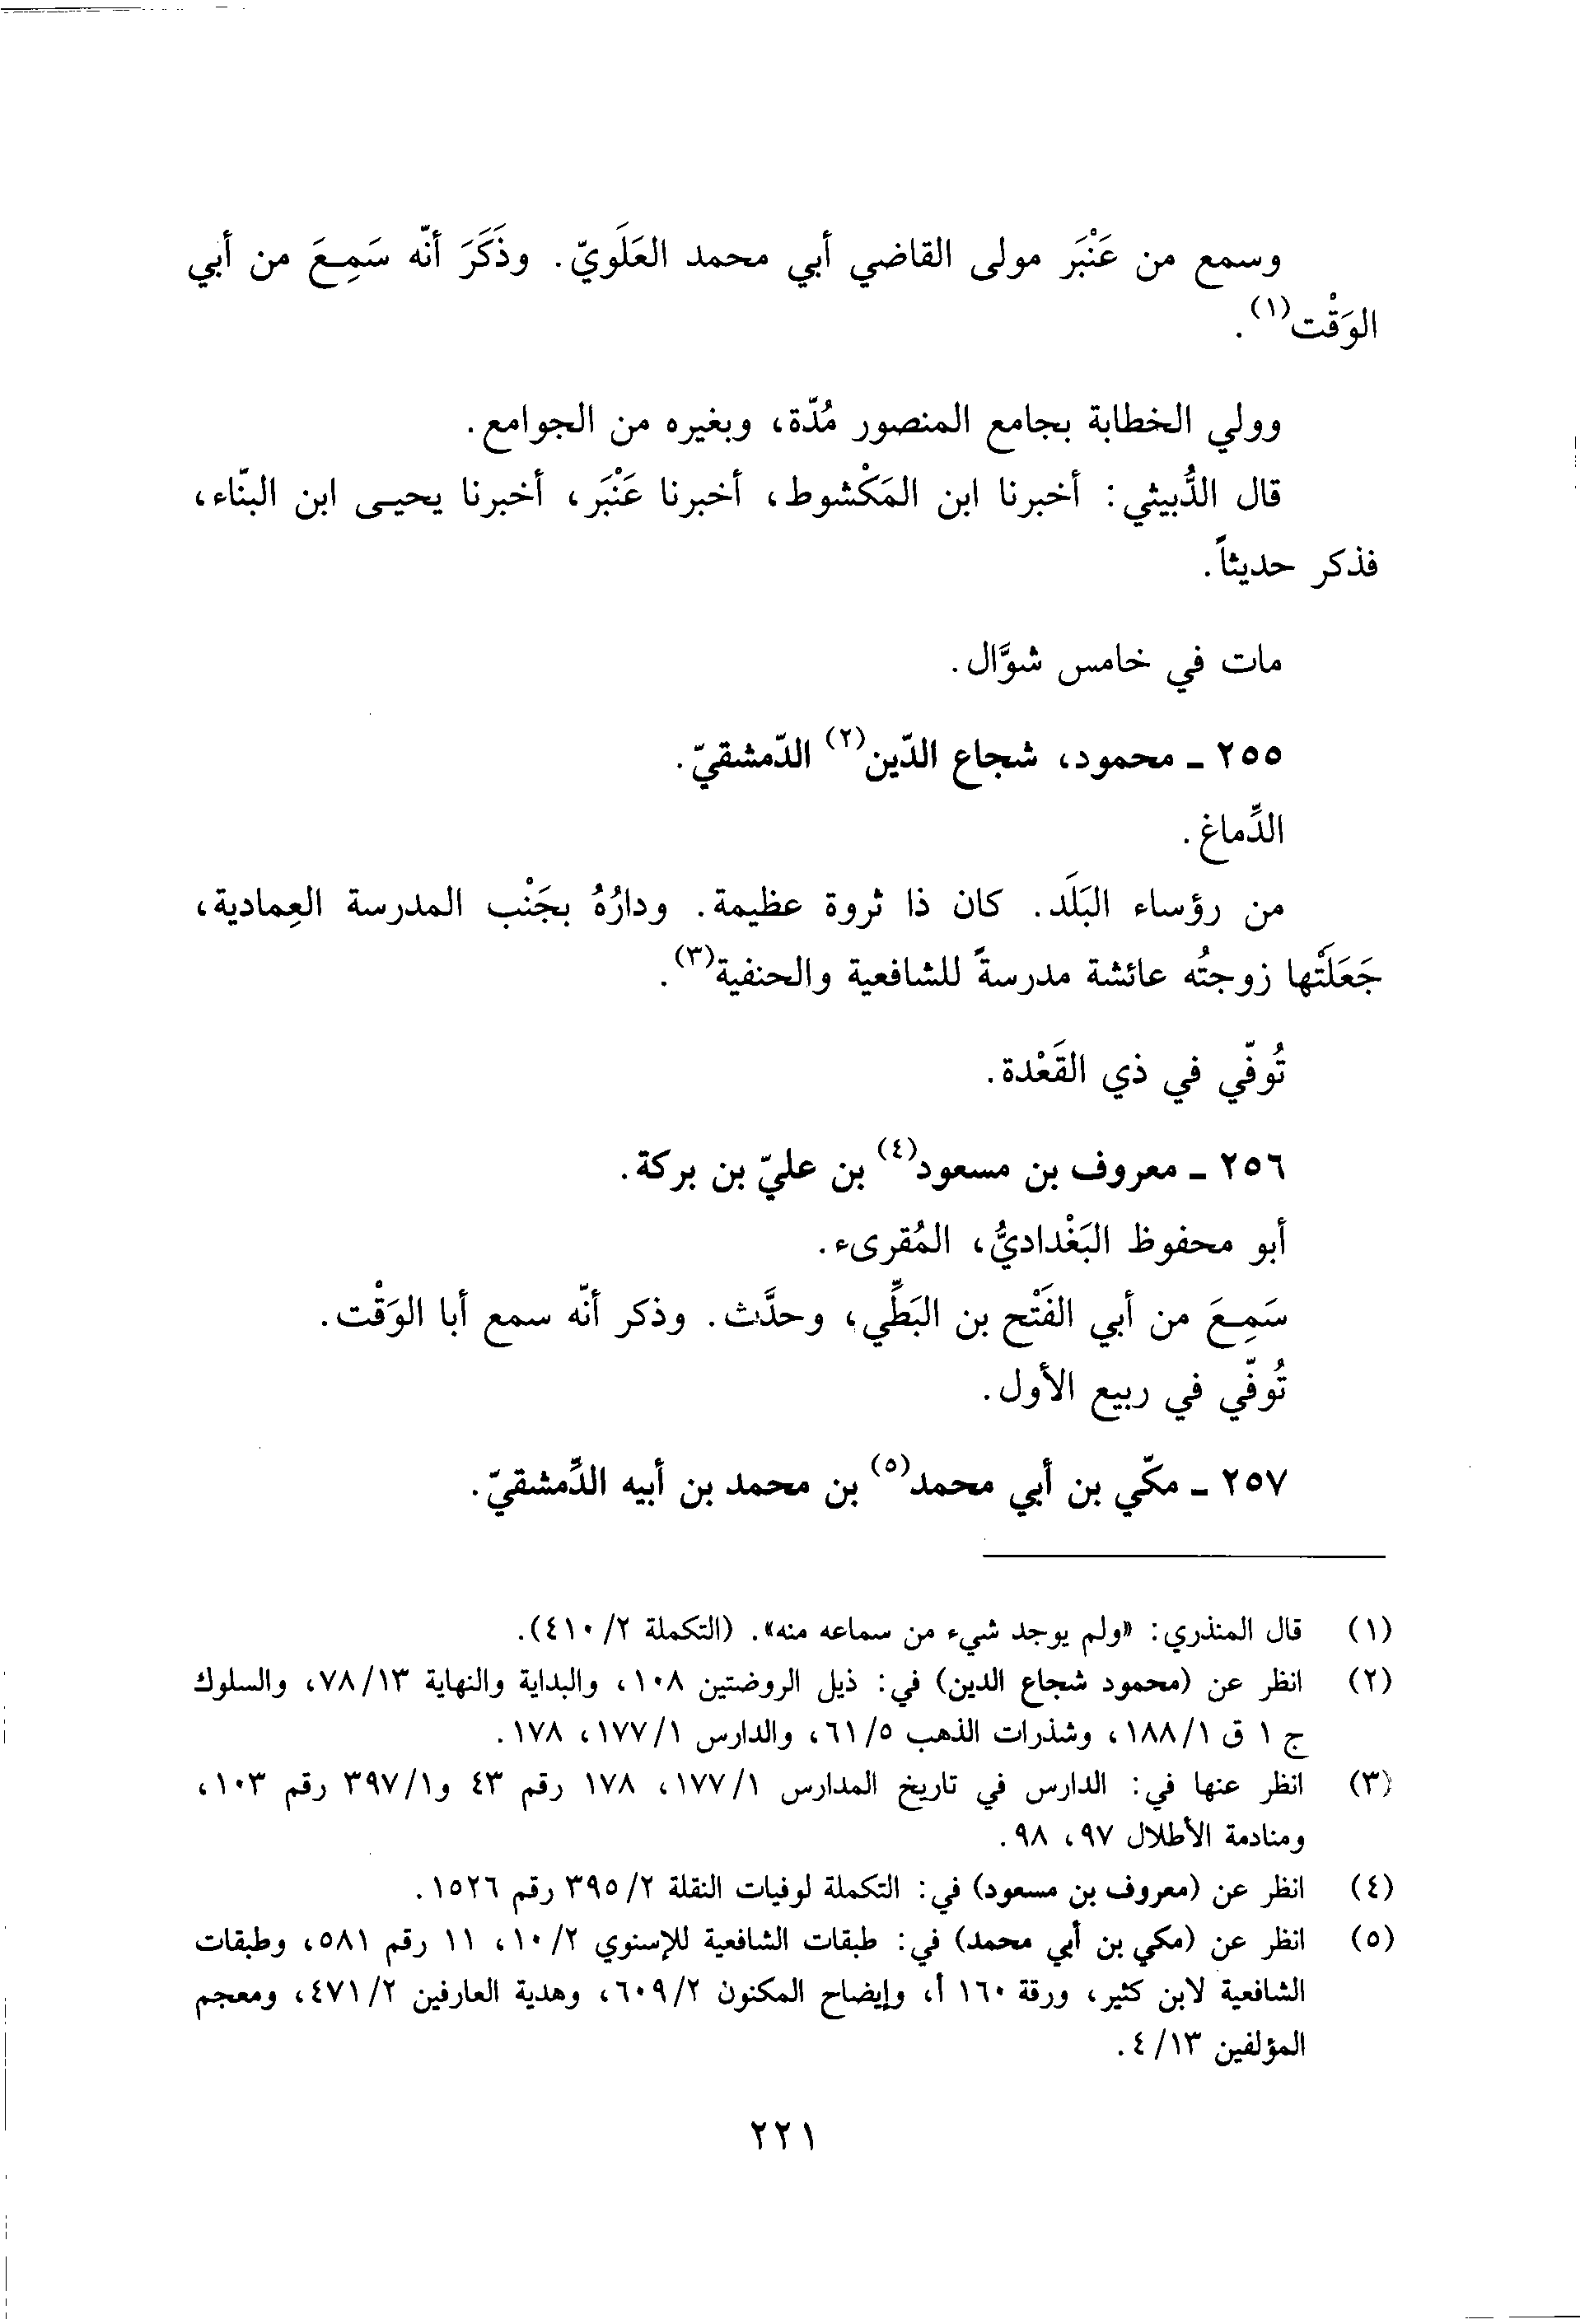 وسمع من عَنْبَر مولى القاضي أبي محمد العَلَويّ. وذَكَرَ أنّه سَمِعَ من أبي
الوَقْت(١).
وولي الخطابة بجامع المنصور مُدّة، وبغيره من الجوامع.
قال الدُّبيثي: أخبرنا ابن المَكْشوط، أخبرنا عَنْبَر، أخبرنا يحيى ابن البنّاء،
فذكر حديثاً.
مات في خامس شوَّال.
٢٥٥ ـ محمود، شجاع الدّين(٢) الدّمشقيّ.
الدِّماغ.
من رؤساء البَلَد. كان ذا ثروة عظيمة. ودارُهُ بجَنْب المدرسة العِمادية،
جَعَلَتْها زوجتُه عائشة مدرسةً للشافعية والحنفية(٣).
تُوفّي في ذي القَعْدة.
٢٥٦ ـ معروف بن مسعود(٤) بن عليّ بن بركة.
أبو محفوظ البَغْداديُّ، المُقرىء.
سَمِعَ من أبي الفَتْح بن البَطِّي، وحدَّث. وذكر أنّه سمع أبا الوَقْت.
تُوفّي في ربيع الأول.
٢٥٧ ـ مكّي بن أبي محمد(٥) بن محمد بن أبيه الدِّمشقيّ.
(١) قال المنذري: «ولم يوجد شيء من سماعه منه». (التكملة ٢/ ٤١٠).
(٢) انظر عن (محمود شجاع الدين) في: ذيل الروضتين ١٠٨، والبداية والنهاية ١٣/ ٧٨، والسلوك
ج ١ ق ١/ ١٨٨، وشذرات الذهب ٥/ ٦١، والدارس ١/ ١٧٧، ١٧٨.
(٣) انظر عنها في: الدارس في تاريخ المدارس ١/ ١٧٧، ١٧٨ رقم ٤٣ و١/ ٣٩٧ رقم ١٠٣،
ومنادمة الأطلال ٩٧، ٩٨.
(٤) انظر عن (معروف بن مسعود) في: التكملة لوفيات النقلة ٢/ ٣٩٥ رقم ١٥٢٦.
(٥) انظر عن (مكي بن أبي محمد) في: طبقات الشافعية للإسنوي ٢/ ١٠، ١١ رقم ٥٨١، وطبقات
الشافعية لابن كثير، ورقة ١٦٠ أ، وإيضاح المكنون ٢/ ٦٠٩، وهدية العارفين ٢/ ٤٧١، ومعجم
المؤلفين ١٣/ ٤.
٢٢١